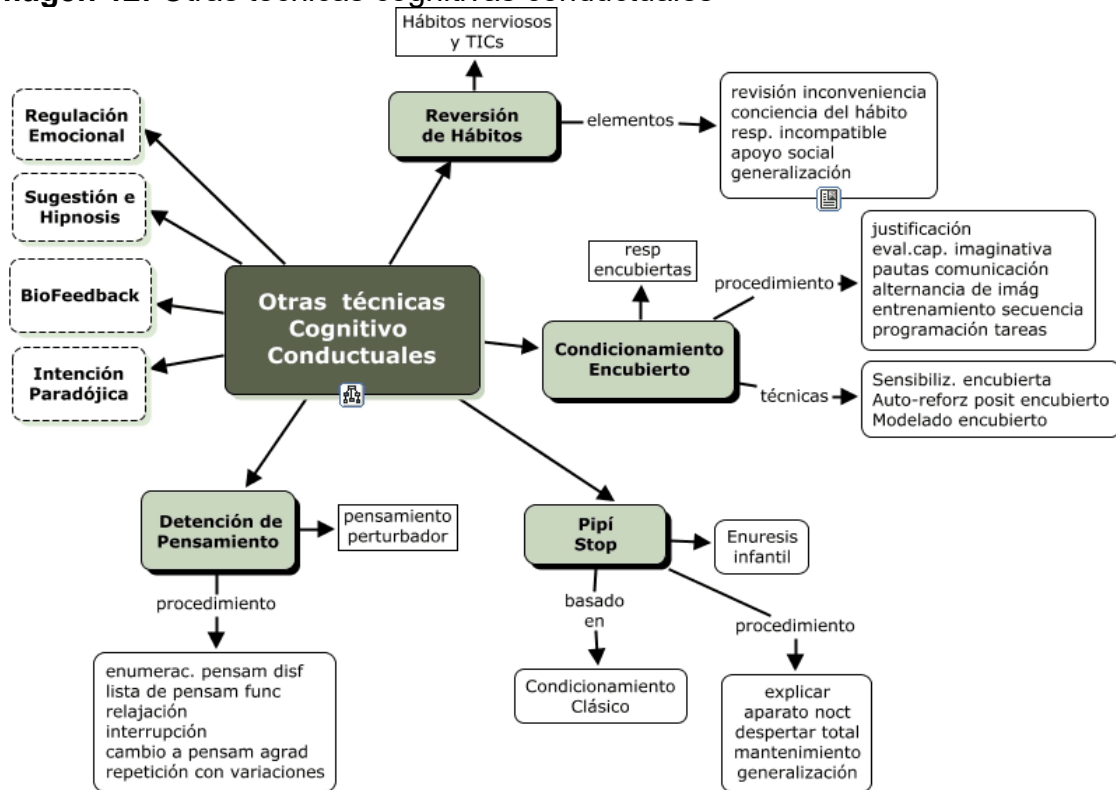 Otras técnicas cognitivas conductuales
Hábitos nerviosos
y TICs
Reversión
de Hábitos
elementos
revisión inconveniencia
conciencia del hábito
resp. incompatible
apoyo social
generalización
Regulación
Emocional
Sugestión e
Hipnosis
BioFeedback
Intención
Paradójica
Otras técnicas
Cognitivo
Conductuales
resp
encubiertas
Condicionamiento
Encubierto
procedimiento
justificación
eval.cap. imaginativa
pautas comunicación
alternancia de imág
entrenamiento secuencia
programación tareas
técnicas
Sensibiliz. encubierta
Auto-reforz posit encubierto
Modelado encubierto
Detención de
Pensamiento
pensamiento
perturbador
procedimiento
enumerac. pensam disf
lista de pensam func
relajación
interrupción
cambio a pensam agrad
repetición con variaciones
Pipí
Stop
Enuresis
infantil
basado
en
Condicionamiento
Clásico
procedimiento
explicar
aparato noct
despertar total
mantenimiento
generalización